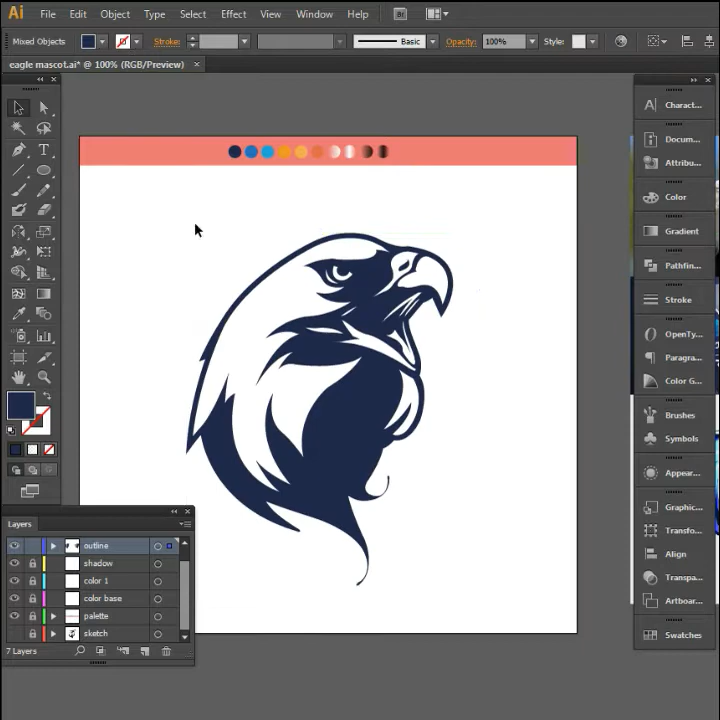 Ai File Edit Object Type Select Effect View Window Help Br
Mixed Objects Stroke: Basic Opacity: 100% Style:
eagle mascot.ai* @ 100% (RGB/Preview) ×
Charact...
Docum...
Attribu...
Color
Gradient
Pathfin...
Stroke
OpenTy...
Paragra...
Color G...
Brushes
Symbols
Appear...
Graphic...
Transfo...
Align
Transpa...
Artboar...
Swatches
Layers
outline
shadow
color 1
color base
palette
sketch
7 Layers